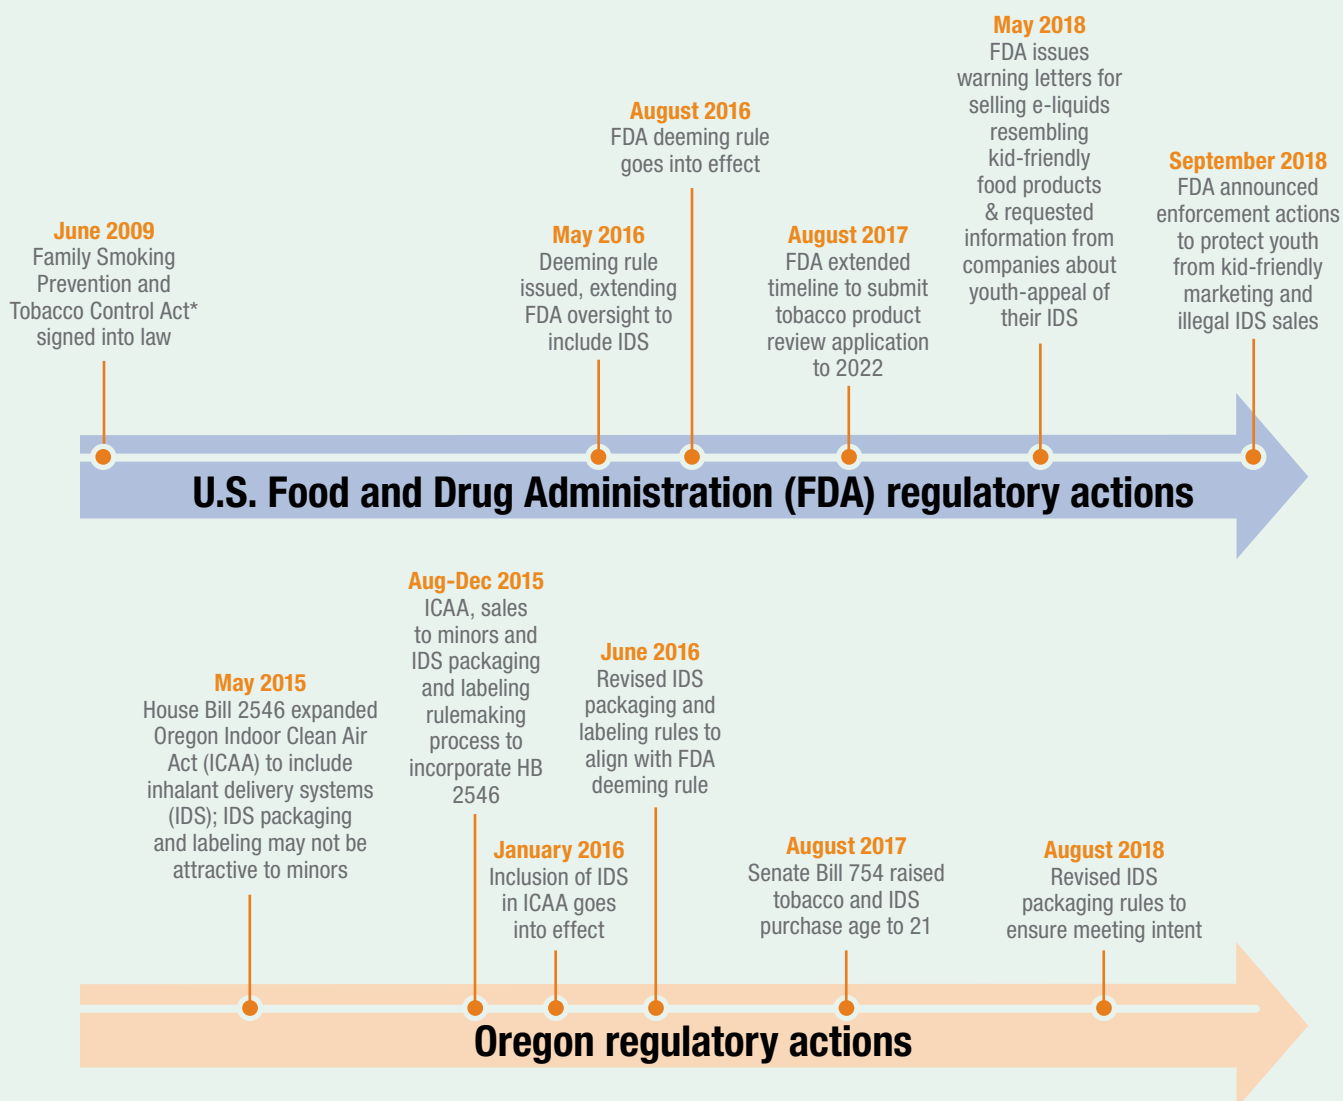 June 2009
Family Smoking
Prevention and
Tobacco Control Act*
signed into law
May 2016
Deeming rule
issued, extending
FDA oversight to
include IDS
August 2016
FDA deeming rule
goes into effect
August 2017
FDA extended
timeline to submit
tobacco product
review application
to 2022
May 2018
FDA issues
warning letters for
selling e-liquids
resembling
kid-friendly
food products
& requested
information from
companies about
youth-appeal of
their IDS
September 2018
FDA announced
enforcement actions
to protect youth
from kid-friendly
marketing and
illegal IDS sales
U.S. Food and Drug Administration (FDA) regulatory actions
May 2015
House Bill 2546 expanded
Oregon Indoor Clean Air
Act (ICAA) to include
inhalant delivery systems
(IDS); IDS packaging
and labeling may not be
attractive to minors
Aug-Dec 2015
ICAA, sales
to minors and
IDS packaging
and labeling
rulemaking
process to
incorporate HB
2546
January 2016
Inclusion of IDS
in ICAA goes
into effect
June 2016
Revised IDS
packaging and
labeling rules to
align with FDA
deeming rule
August 2017
Senate Bill 754 raised
tobacco and IDS
purchase age to 21
August 2018
Revised IDS
packaging rules to
ensure meeting intent
Oregon regulatory actions